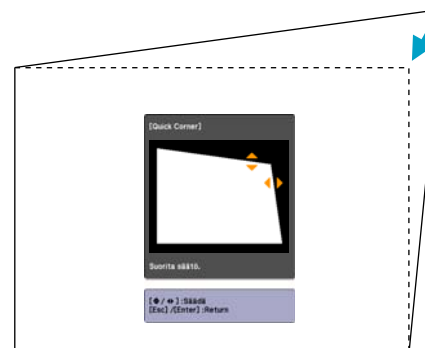 [Quick Corner]
Suorita säätö.
[ / ] :Säädä
[Esc] /[Enter] :Return